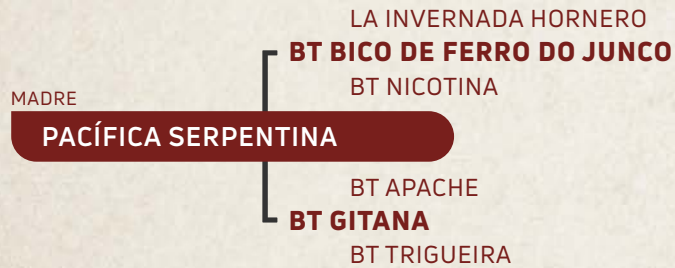 LA INVERNADA HORNERO
BT BICO DE FERRO DO JUNCO
BT NICOTINA
MADRE
PACÍFICA SERPENTINA
BT APACHE
BT GITANA
BT TRIGUEIRA